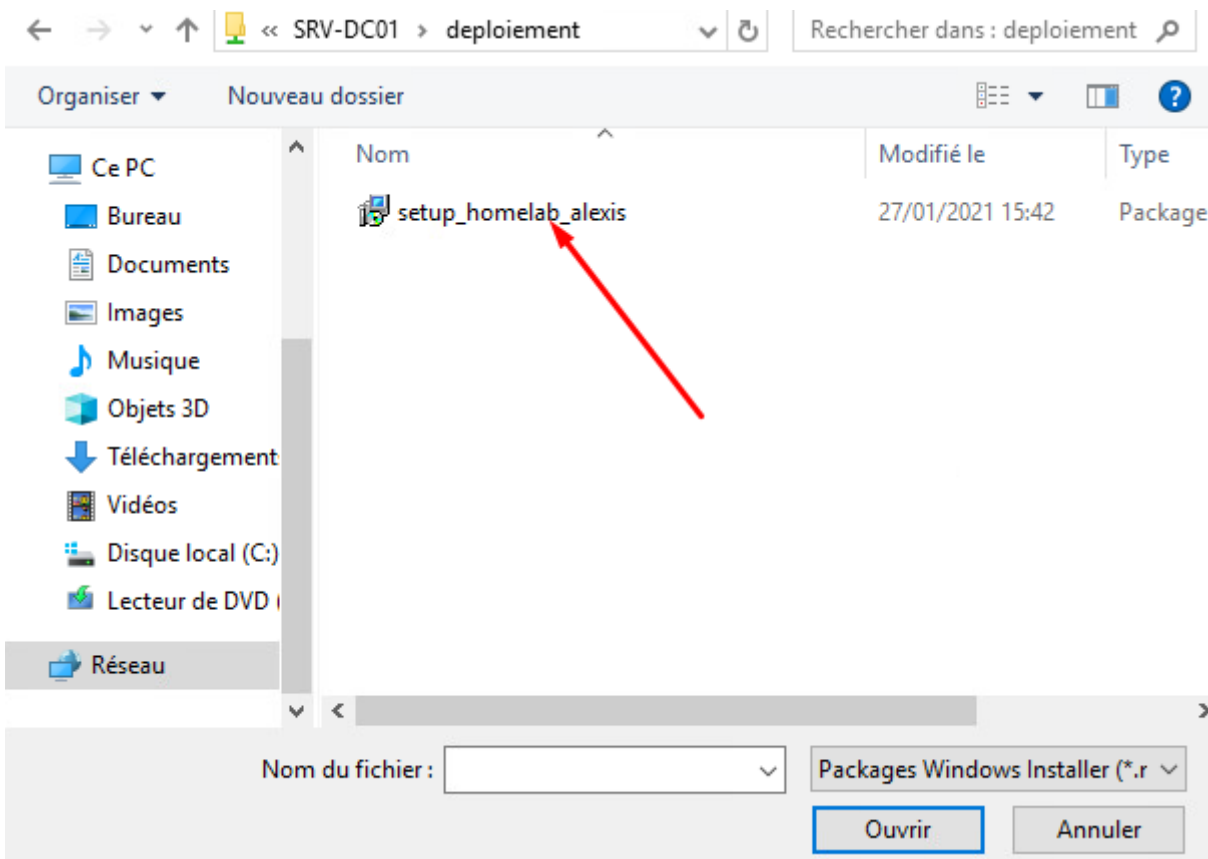 « SRV-DC01 > deploiement
Rechercher dans : deploiement
Organiser
Nouveau dossier
?
Nom
Modifié le
Type
Ce PC
Bureau
Documents
Images
Musique
Objets 3D
Téléchargement
Vidéos
Disque local (C:)
Lecteur de DVD (
Réseau
setup_homelab_alexis
27/01/2021 15:42
Package
Nom du fichier :
Packages Windows Installer (*.r
Ouvrir
Annuler